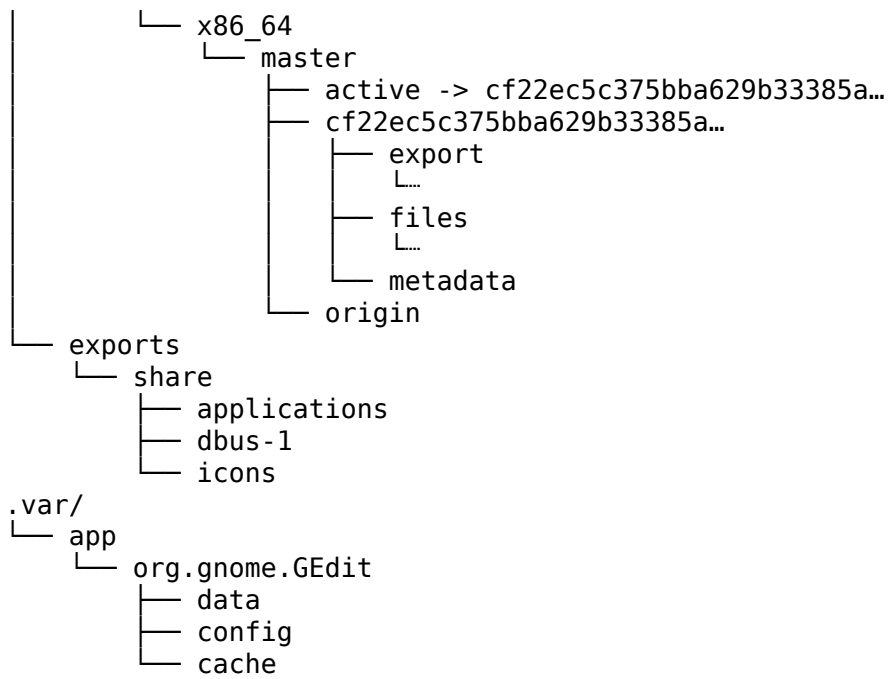 │       └── x86_64
│           └── master
│               ├── active -> cf22ec5c375bba629b33385a…
│               ├── cf22ec5c375bba629b33385a…
│               │   ├── export
│               │   │   └┈
│               │   ├── files
│               │   │   └┈
│               │   └── metadata
│               └── origin
└── exports
    └── share
        ├── applications
        ├── dbus-1
        └── icons
.var/
└── app
    └── org.gnome.GEdit
        ├── data
        ├── config
        └── cache